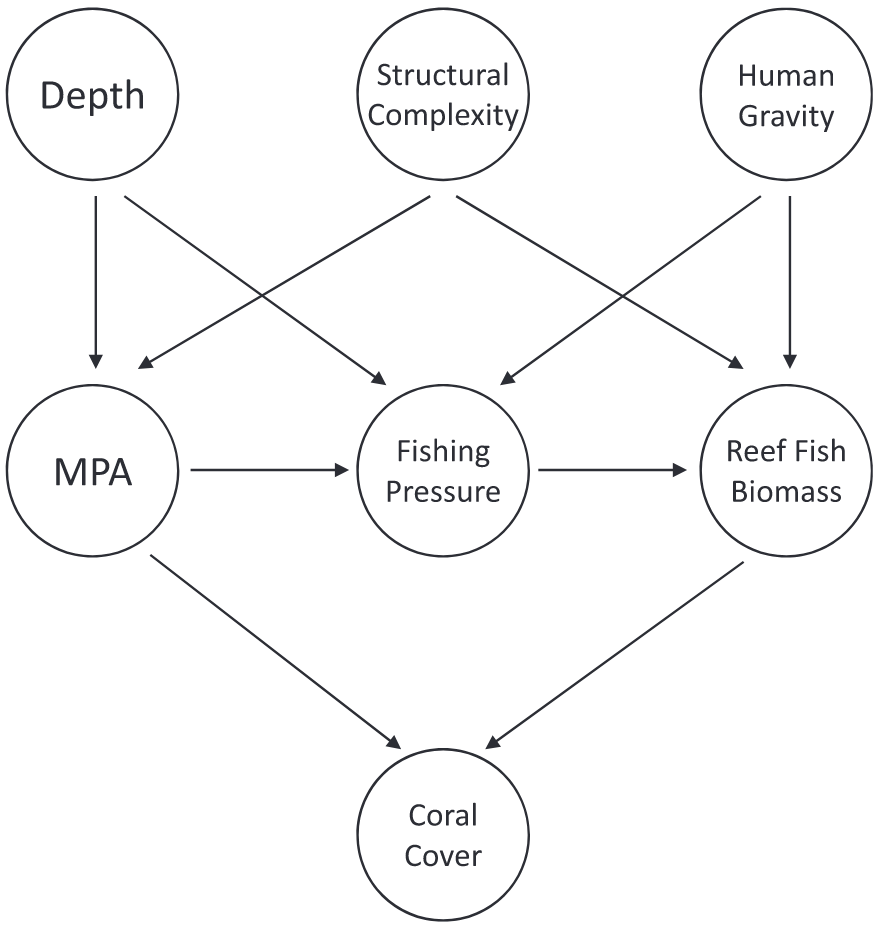 Depth
Structural
Complexity
Human
Gravity
MPA
Fishing
Pressure
Reef Fish
Biomass
Coral
Cover